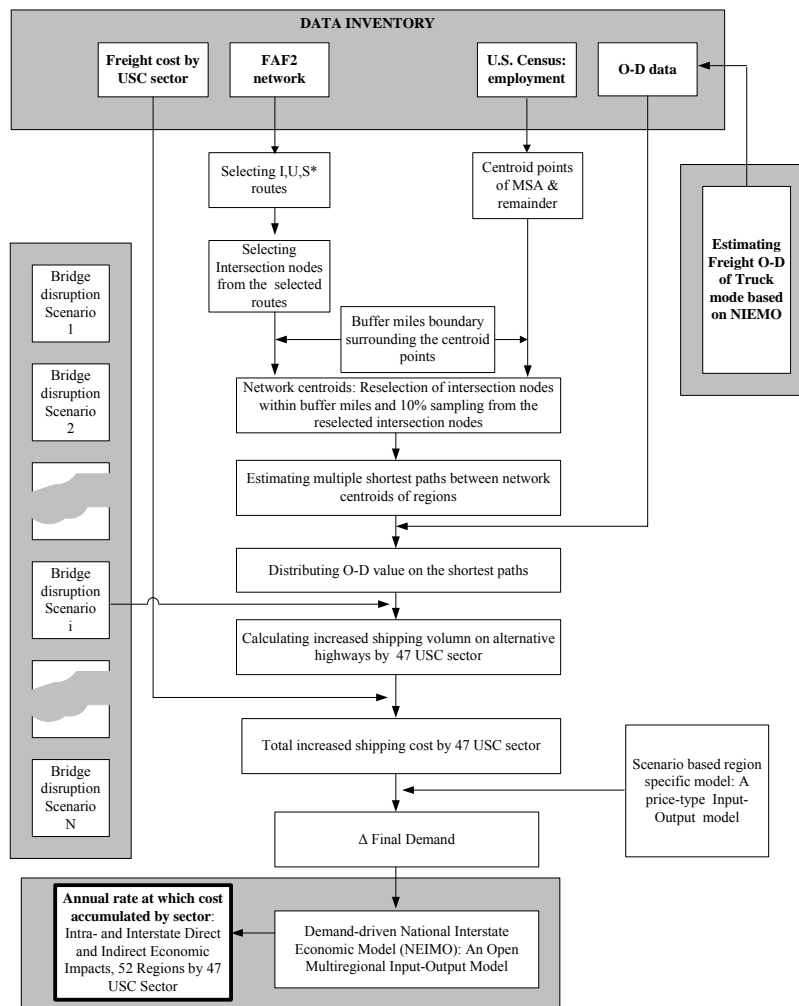 DATA INVENTORY
Freight cost by
USC sector
FAF2
network
U.S. Census:
employment
O-D data
Selecting I,U,S*
routes
Centroid points
of MSA &
remainder
Estimating
Freight O-D
of Truck
mode based
on NIEMO
Selecting
Intersection nodes
from the selected
routes
Buffer miles boundary
surrounding the centroid
points
Bridge
disruption
Scenario
1
Bridge
disruption
Scenario
2
Bridge
disruption
Scenario
i
Bridge
disruption
Scenario
N
Network centroids: Reselection of intersection nodes
within buffer miles and 10% sampling from the
reselected intersection nodes
Estimating multiple shortest paths between network
centroids of regions
Distributing O-D value on the shortest paths
Calculating increased shipping volumn on alternative
highways by 47 USC sector
Total increased shipping cost by 47 USC sector
Scenario based region
specific model: A
price-type Input-
Output model
Δ Final Demand
Annual rate at which cost
accumulated by sector:
Intra- and Interstate Direct
and Indirect Economic
Impacts, 52 Regions by 47
USC Sector
Demand-driven National Interstate
Economic Model (NEIMO): An Open
Multiregional Input-Output Model